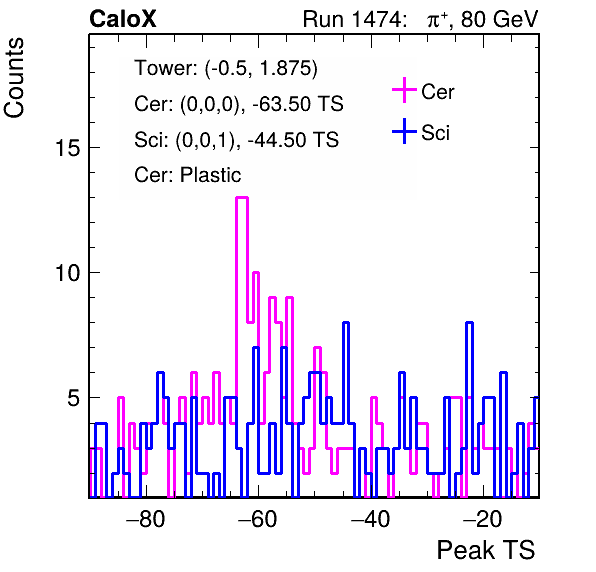 CaloX
Run 1474: π⁺, 80 GeV
Counts
Tower: (-0.5, 1.875)
Cer: (0,0,0), -63.50 TS
Sci: (0,0,1), -44.50 TS
Cer: Plastic
Cer
Sci
15
10
5
−80 −60 −40 −20
Peak TS